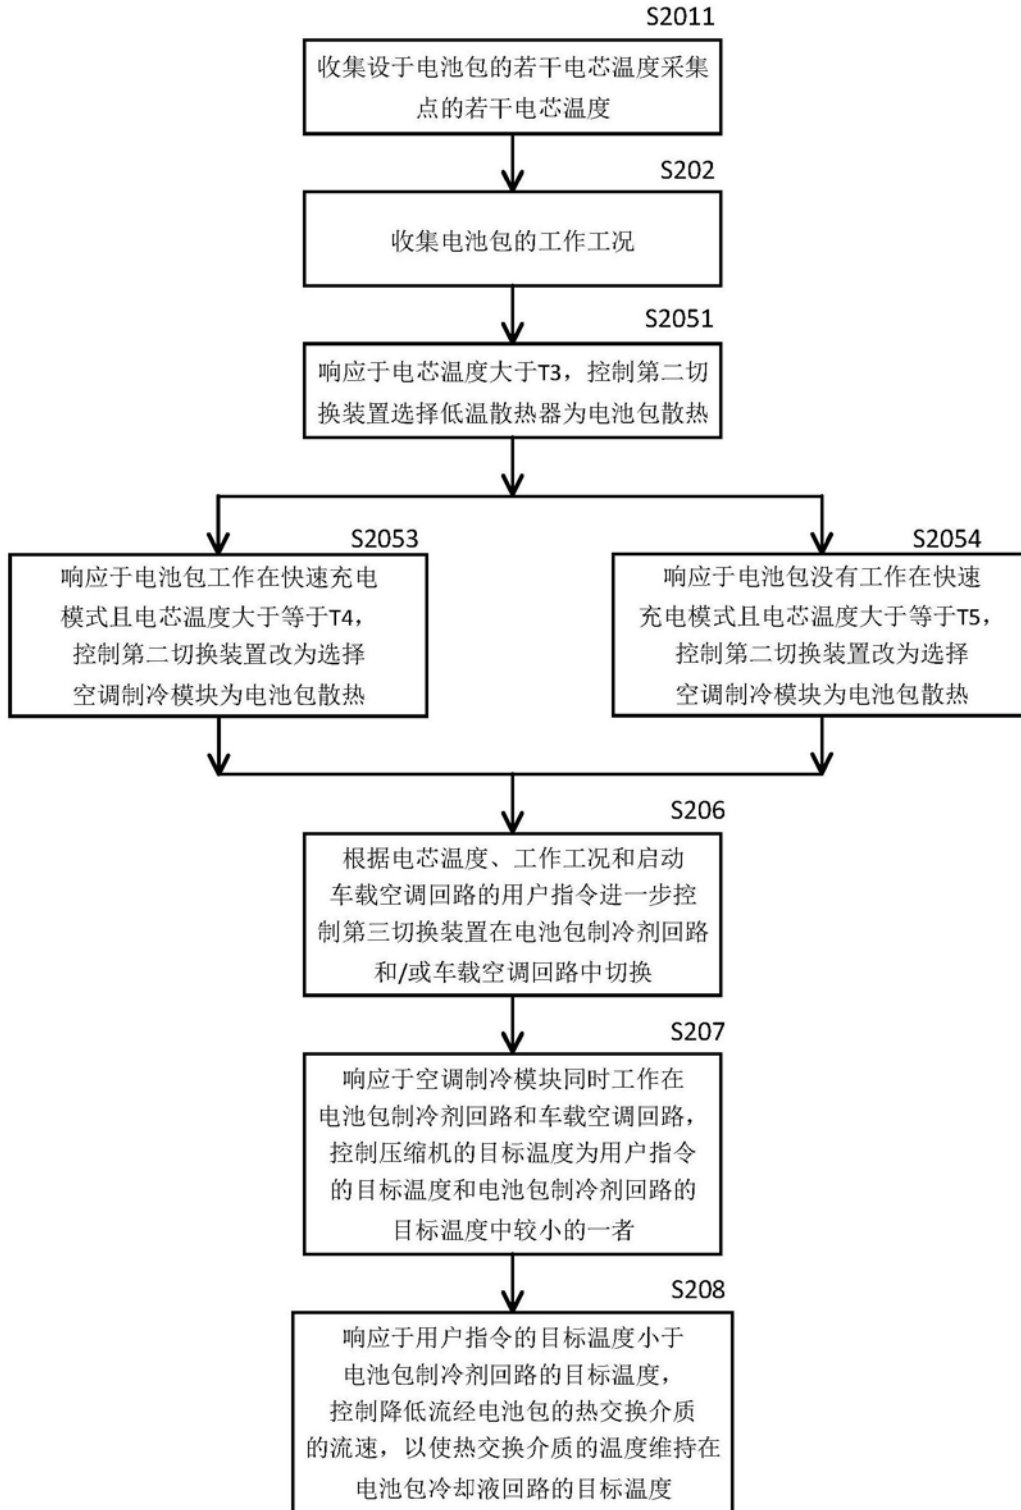 S2011
收集设于电池包的若干电芯温度采集
点的若干电芯温度
S202
收集电池包的工作工况
S2051
响应于电芯温度大于T3，控制第二切
换装置选择低温散热器为电池包散热
S2053
响应于电池包工作在快速充电
模式且电芯温度大于等于T4，
控制第二切换装置改为选择
空调制冷模块为电池包散热
S2054
响应于电池包没有工作在快速
充电模式且电芯温度大于等于T5，
控制第二切换装置改为选择
空调制冷模块为电池包散热
S206
根据电芯温度、工作工况和启动
车载空调回路的用户指令进一步控
制第三切换装置在电池包制冷剂回路
和/或车载空调回路中切换
S207
响应于空调制冷模块同时工作在
电池包制冷剂回路和车载空调回路，
控制压缩机的目标温度为用户指令
的目标温度和电池包制冷剂回路的
目标温度中较小的一者
S208
响应于用户指令的目标温度小于
电池包制冷剂回路的目标温度，
控制降低流经电池包的热交换介质
的流速，以使热交换介质的温度维持在
电池包冷却液回路的目标温度